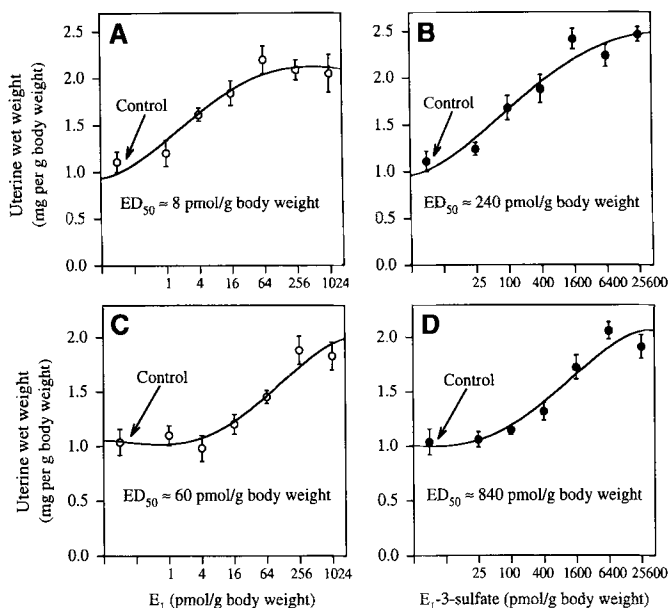 A
B
2.5
2.0
1.5
1.0
0.5
0.0
Uterine wet weight
(mg per g body weight)
Control
ED50 ≈ 8 pmol/g body weight
1 4 16 64 256 1024
2.5
2.0
1.5
1.0
0.5
0.0
Control
ED50 ≈ 240 pmol/g body weight
25 100 400 1600 6400 25600
C
D
2.0
1.5
1.0
0.5
0.0
Uterine wet weight
(mg per g body weight)
Control
ED50 ≈ 60 pmol/g body weight
1 4 16 64 256 1024
E1 (pmol/g body weight)
2.0
1.5
1.0
0.5
0.0
Control
ED50 ≈ 840 pmol/g body weight
25 100 400 1600 6400 25600
E1-3-sulfate (pmol/g body weight)